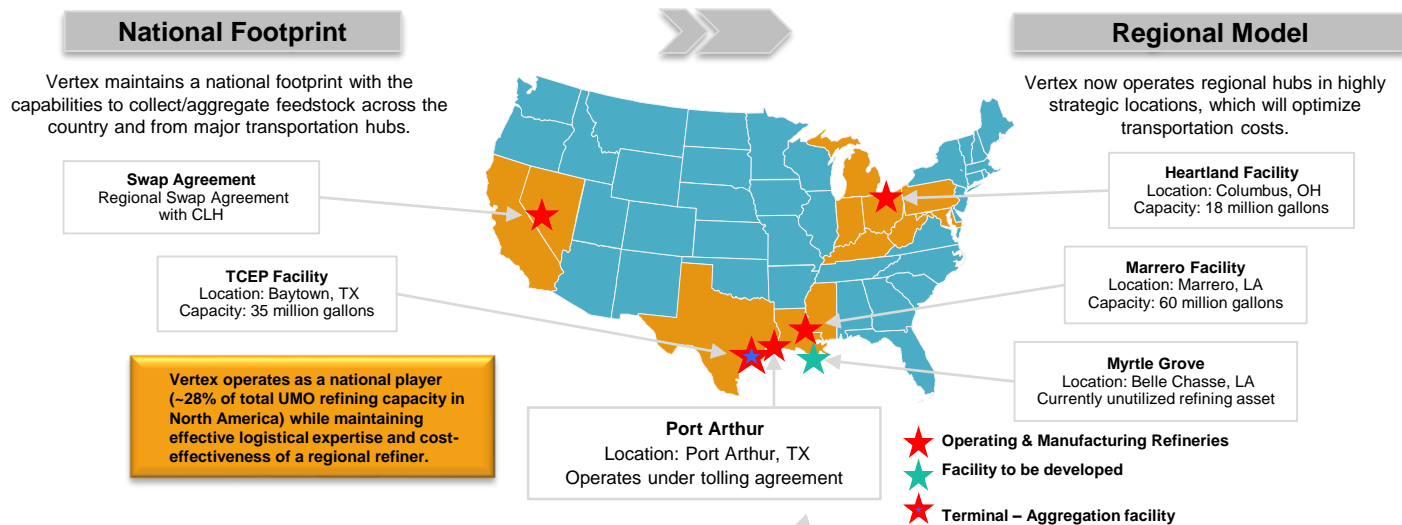 National Footprint
Vertex maintains a national footprint with the
capabilities to collect/aggregate feedstock across the
country and from major transportation hubs.
Swap Agreement
Regional Swap Agreement
with CLH
TCEP Facility
Location: Baytown, TX
Capacity: 35 million gallons
Vertex operates as a national player
(~28% of total UMO refining capacity in
North America) while maintaining
effective logistical expertise and cost-
effectiveness of a regional refiner.
Port Arthur
Location: Port Arthur, TX
Operates under tolling agreement
Regional Model
Vertex now operates regional hubs in highly
strategic locations, which will optimize
transportation costs.
Heartland Facility
Location: Columbus, OH
Capacity: 18 million gallons
Marrero Facility
Location: Marrero, LA
Capacity: 60 million gallons
Myrtle Grove
Location: Belle Chasse, LA
Currently unutilized refining asset
Operating & Manufacturing Refineries
Facility to be developed
Terminal – Aggregation facility